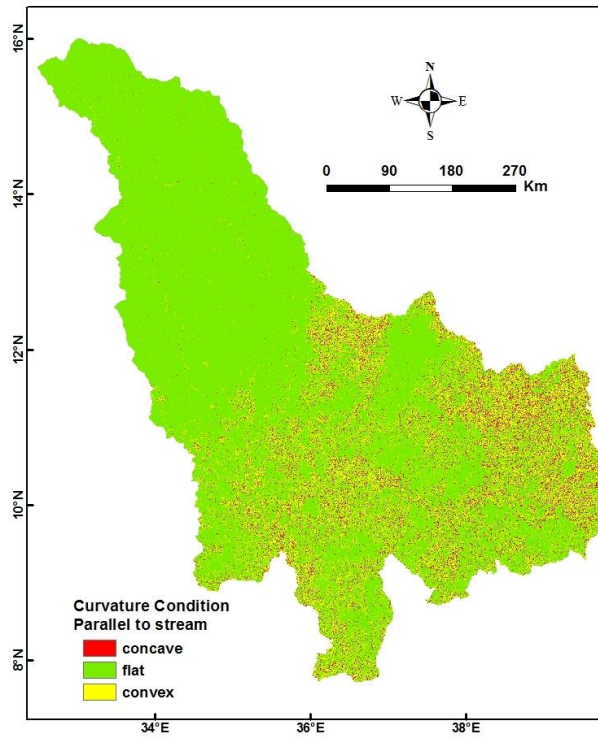 16°N
N
W E
S
0 90 180 270
Km
14°N
12°N
10°N
Curvature Condition
Parallel to stream
concave
flat
convex
8°N
34°E 36°E 38°E